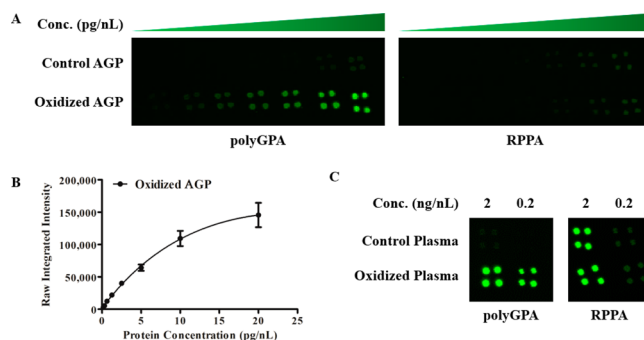 A
Conc. (pg/nL)
Control AGP
Oxidized AGP
polyGPA
RPPA
B
Oxidized AGP
200,000
150,000
100,000
50,000
0
0 5 10 15 20 25
Raw Integrated Intensity
Protein Concentration (pg/nL)
C
Conc. (ng/nL) 2 0.2 2 0.2
Control Plasma
Oxidized Plasma
polyGPA RPPA